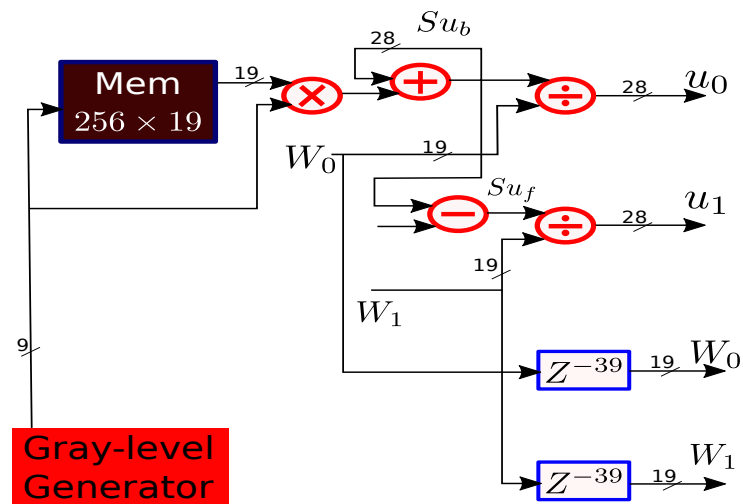 Su_b
28
Mem
256 × 19
19
×
+
÷
28
u_0
W_0
19
Su_f
−
÷
28
u_1
19
W_1
9
Z^{-39}
19
W_0
Gray-level
Generator
Z^{-39}
19
W_1